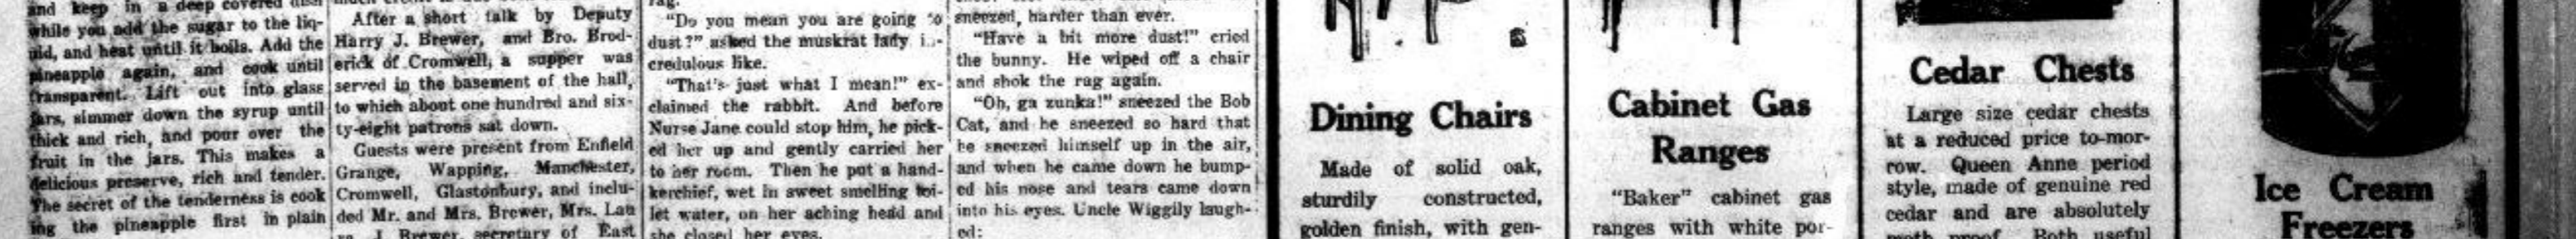 and keep in a deep covered dish
while you add the sugar to the liq-
uid, and heat until it boils. Add the
pineapple again, and cook until
transparent. Lift out into glass
jars, simmer down the syrup until
thick and rich, and pour over the
fruit in the jars. This makes a
delicious preserve, rich and tender.
The secret of the tenderness is cook
ing the pineapple first in plain
After a short talk by Deputy
Harry J. Brewer, and Bro. Brod-
erick of Cromwell, a supper was
served in the basement of the hall,
to which about one hundred and six-
ty-eight patrons sat down.
Guests were present from Enfield
Grange, Wapping, Manchester,
Cromwell, Glastonbury, and inclu-
ded Mr. and Mrs. Brewer, Mrs. Lau
J. Brewer, secretary of East
rag.
"Do you mean you are going to
dust?" asked the muskrat lady
credulous like.
"That's just what I mean!" ex-
claimed the rabbit. And before
Nurse Jane could stop him, he pick-
ed her up and gently carried her
to her room. Then he put a hand-
kerchief, wet in sweet smelling toi-
let water, on her aching head and
she closed her eyes.
sneezed, harder than ever.
"Have a bit more dust!" cried
the bunny. He wiped off a chair
and shok the rag again.
"Oh, ga zunka!" sneezed the Bob
Cat, and he sneezed so hard that
he sneezed himself up in the air,
and when he came down he bump-
ed his nose and tears came down
into his eyes. Uncle Wiggily laugh-
ed:
Dining Chairs
Made of solid oak,
sturdily constructed,
golden finish, with gen-
Cabinet Gas
Ranges
"Baker" cabinet gas
ranges with white por-
Cedar Chests
Large size cedar chests
at a reduced price to-mor-
row. Queen Anne period
style, made of genuine red
cedar and are absolutely
moth proof. Both useful
Ice Cream
Freezers